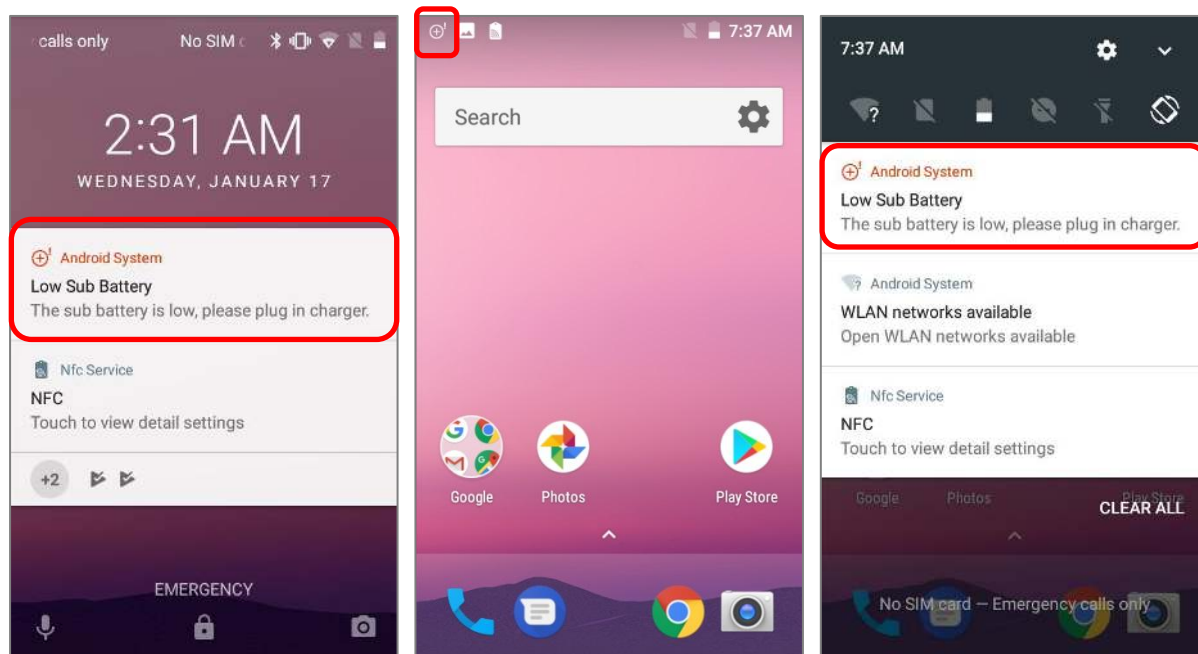 calls only No SIM c
2:31 AM
WEDNESDAY, JANUARY 17
Android System
Low Sub Battery
The sub battery is low, please plug in charger.
Nfc Service
NFC
Touch to view detail settings
+2
EMERGENCY
7:37 AM
Search
Google Photos Play Store
7:37 AM
Android System
Low Sub Battery
The sub battery is low, please plug in charger.
Android System
WLAN networks available
Open WLAN networks available
Nfc Service
NFC
Touch to view detail settings
Google Photos Play Store
CLEAR ALL
No SIM card — Emergency calls only